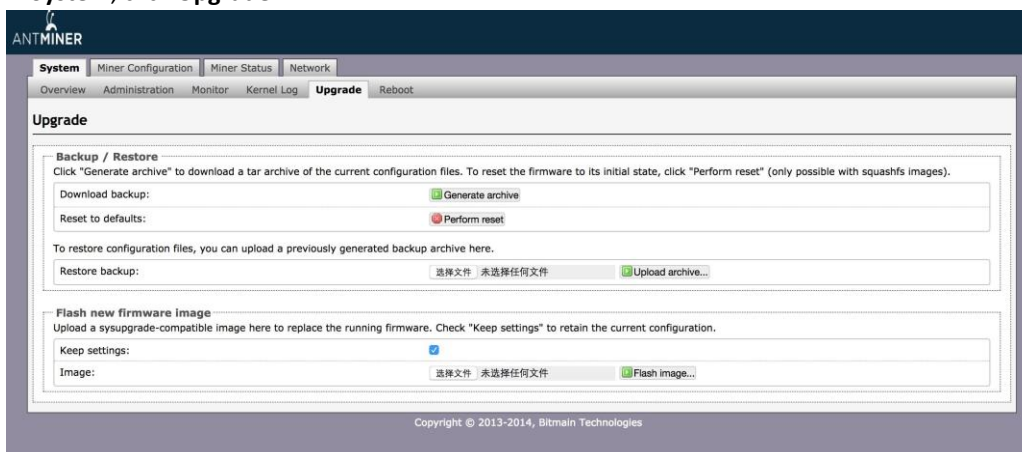 System, Upgrade
ANTMINER
System Miner Configuration Miner Status Network
Overview Administration Monitor Kernel Log Upgrade Reboot
Upgrade
Backup / Restore
Click "Generate archive" to download a tar archive of the current configuration files. To reset the firmware to its initial state, click "Perform reset" (only possible with squashfs images).
Download backup: Generate archive
Reset to defaults: Perform reset
To restore configuration files, you can upload a previously generated backup archive here.
Restore backup: 选择文件 未选择任何文件 Upload archive...
Flash new firmware image
Upload a sysupgrade-compatible image here to replace the running firmware. Check "Keep settings" to retain the current configuration.
Keep settings:
Image: 选择文件 未选择任何文件 Flash image...
Copyright © 2013-2014, Bitmain Technologies